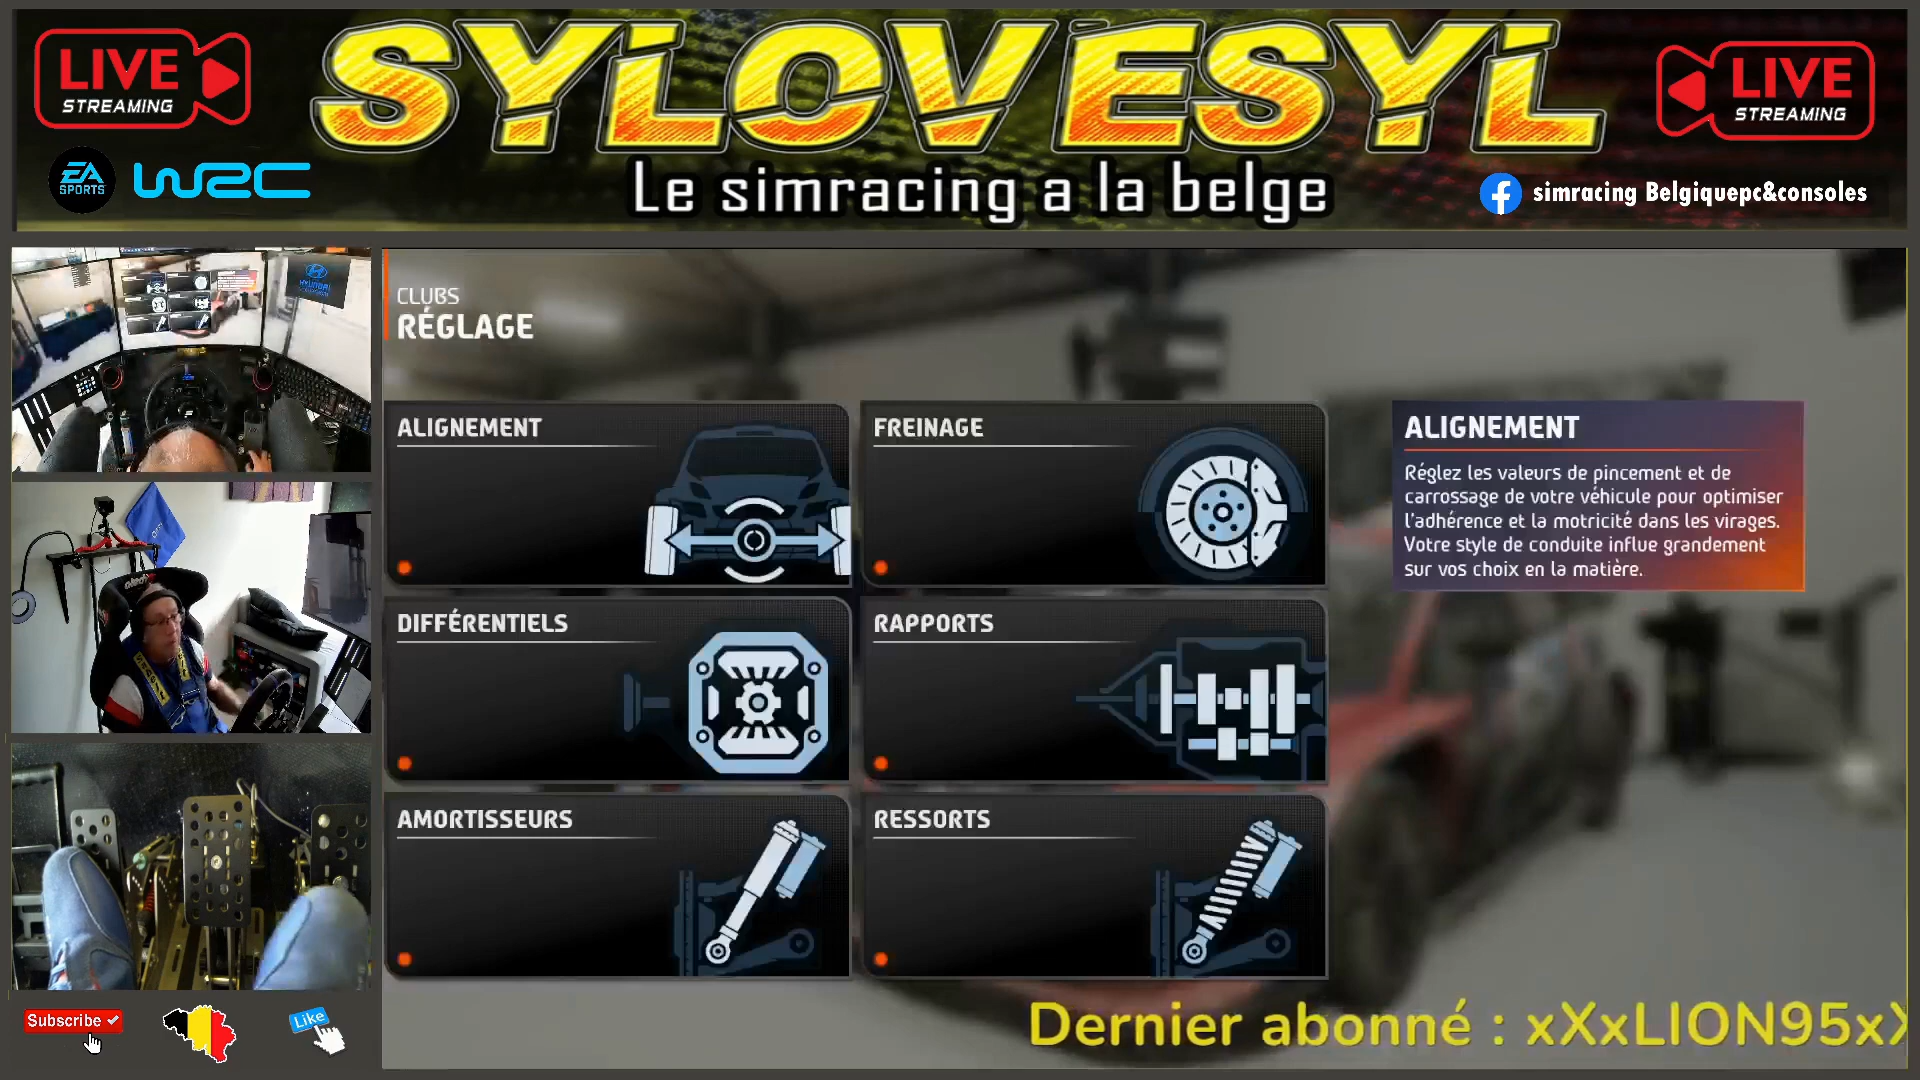 LIVE
STREAMING
SYLOVESYL
LIVE
STREAMING
EA
SPORTS
WRC
Le simracing a la belge
simracing Belgiquepc&consoles
CLUBS
RÉGLAGE
ALIGNEMENT
FREINAGE
DIFFÉRENTIELS
RAPPORTS
AMORTISSEURS
RESSORTS
ALIGNEMENT
Réglez les valeurs de pincement et de
carrossage de votre véhicule pour optimiser
l'adhérence et la motricité dans les virages.
Votre style de conduite influe grandement
sur vos choix en la matière.
HYUNDAI
Subscribe
Like
Dernier abonné : xXxLION95xX